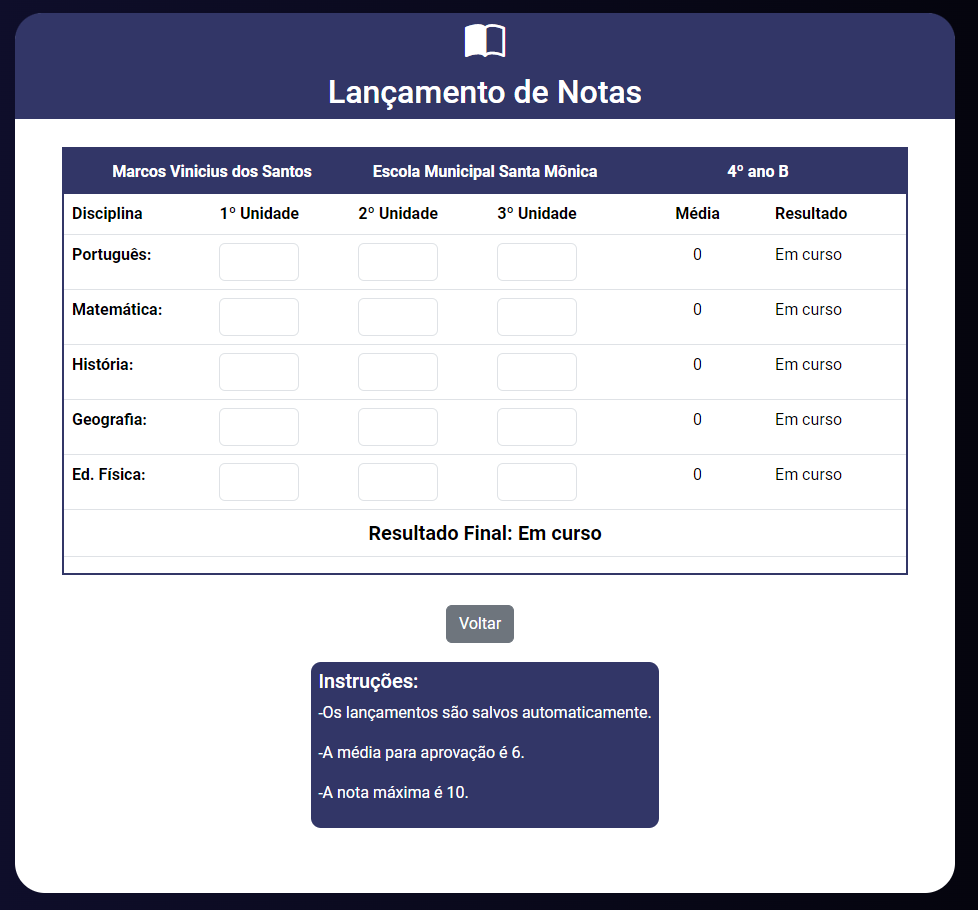 Lançamento de Notas
Marcos Vinicius dos Santos Escola Municipal Santa Mônica 4º ano B
Disciplina 1º Unidade 2º Unidade 3º Unidade Média Resultado
Português: 0 Em curso
Matemática: 0 Em curso
História: 0 Em curso
Geografia: 0 Em curso
Ed. Física: 0 Em curso
Resultado Final: Em curso
Voltar
Instruções:
-Os lançamentos são salvos automaticamente.
-A média para aprovação é 6.
-A nota máxima é 10.